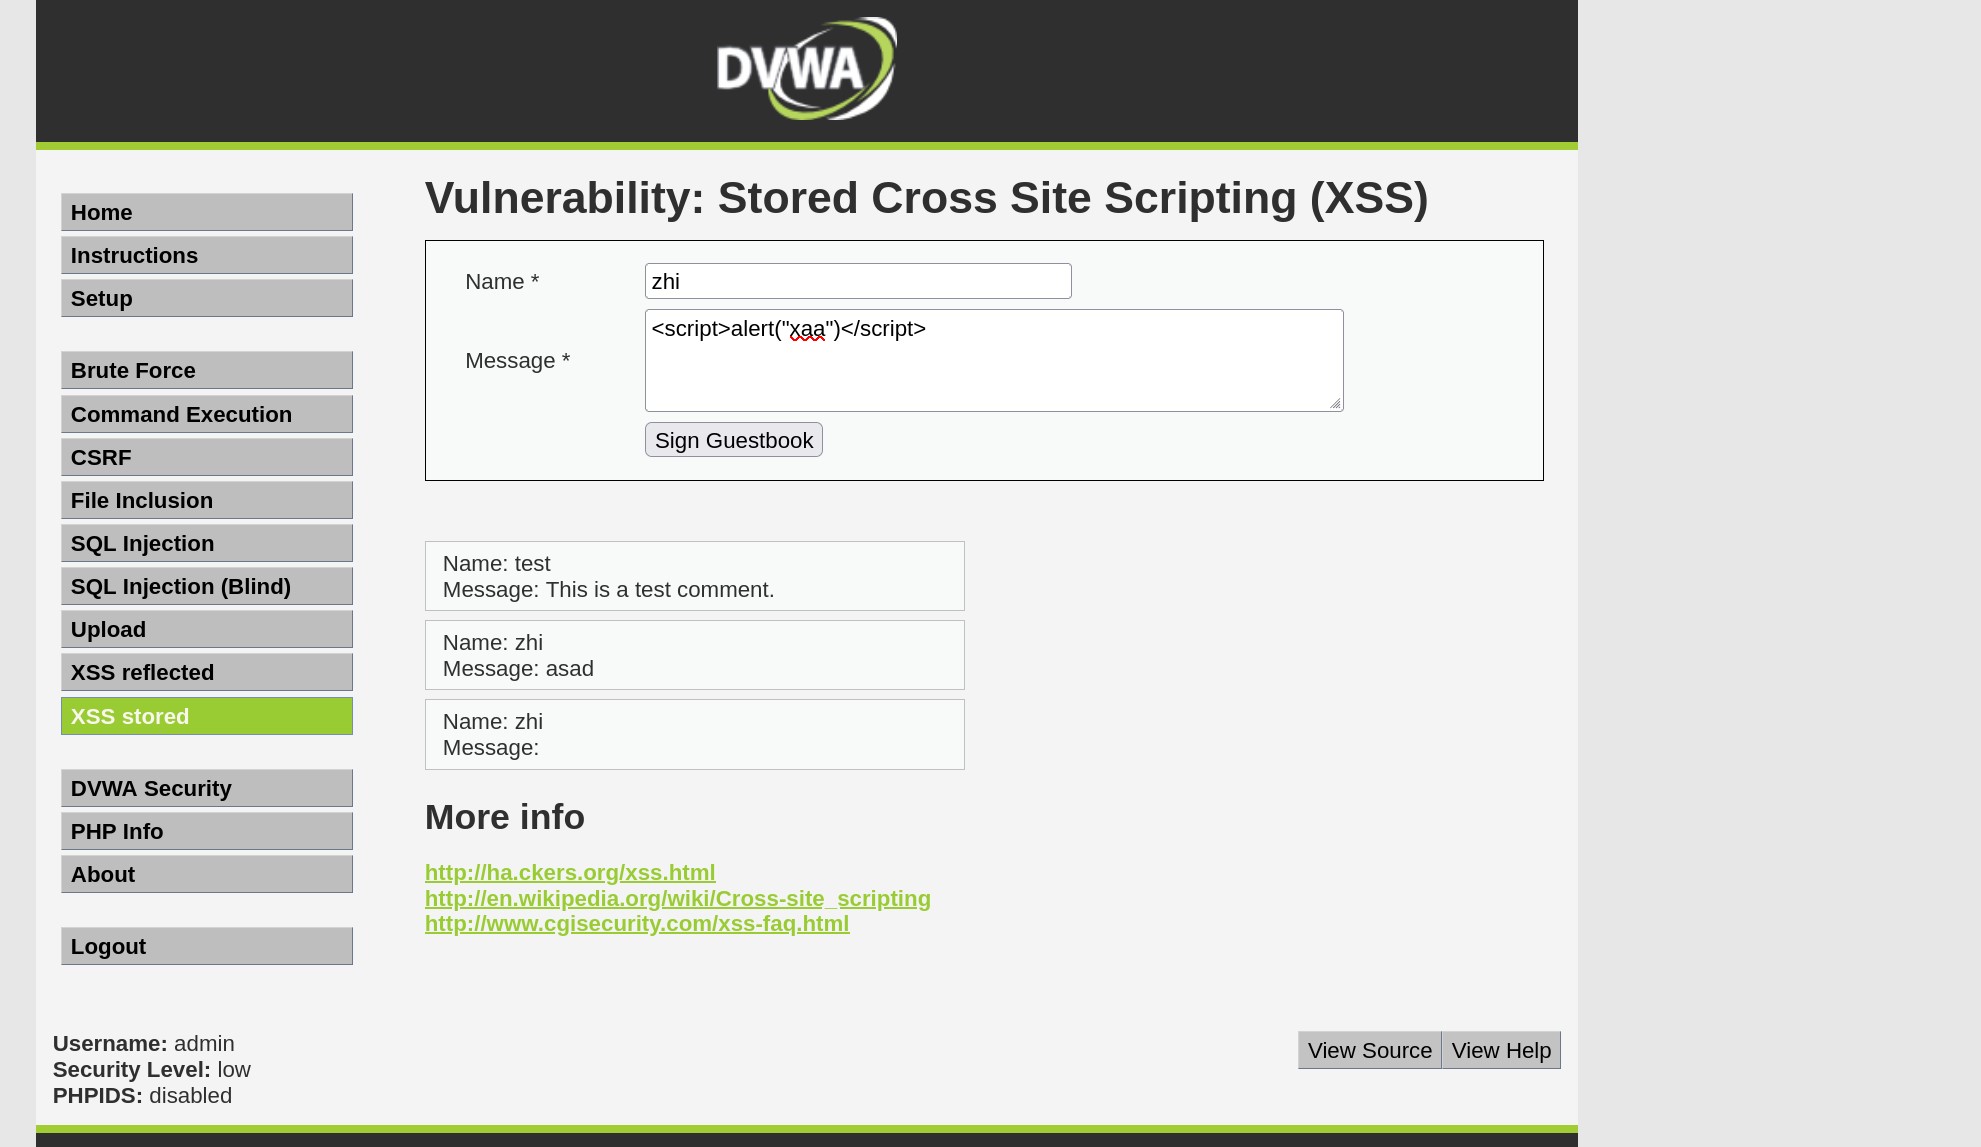 DVWA
Home
Instructions
Setup
Brute Force
Command Execution
CSRF
File Inclusion
SQL Injection
SQL Injection (Blind)
Upload
XSS reflected
XSS stored
DVWA Security
PHP Info
About
Logout
Vulnerability: Stored Cross Site Scripting (XSS)
Name * zhi
Message * <script>alert("xaa")</script>
Sign Guestbook
Name: test
Message: This is a test comment.
Name: zhi
Message: asad
Name: zhi
Message:
More info
http://ha.ckers.org/xss.html
http://en.wikipedia.org/wiki/Cross-site_scripting
http://www.cgisecurity.com/xss-faq.html
Username: admin
Security Level: low
PHPIDS: disabled
View Source View Help